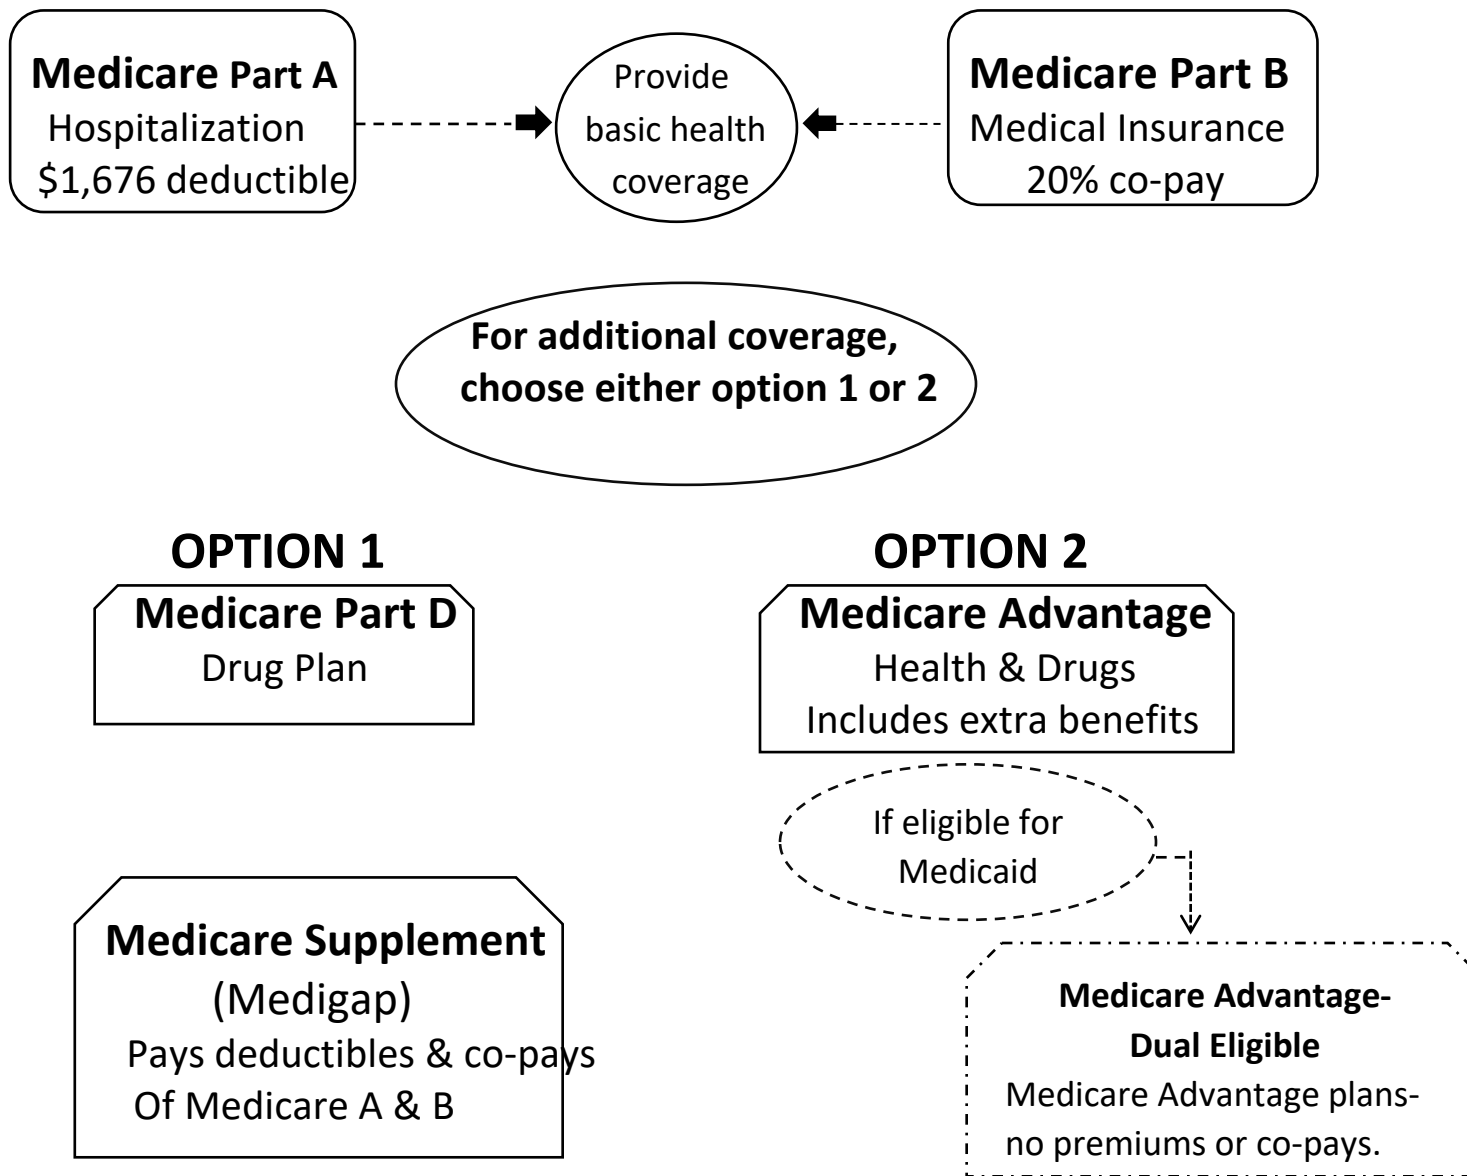 Medicare Part A
Hospitalization
$1,676 deductible
Provide
basic health
coverage
Medicare Part B
Medical Insurance
20% co-pay
For additional coverage,
choose either option 1 or 2
OPTION 1
Medicare Part D
Drug Plan
Medicare Supplement
(Medigap)
Pays deductibles & co-pays
Of Medicare A & B
OPTION 2
Medicare Advantage
Health & Drugs
Includes extra benefits
If eligible for
Medicaid
Medicare Advantage-
Dual Eligible
Medicare Advantage plans-
no premiums or co-pays.